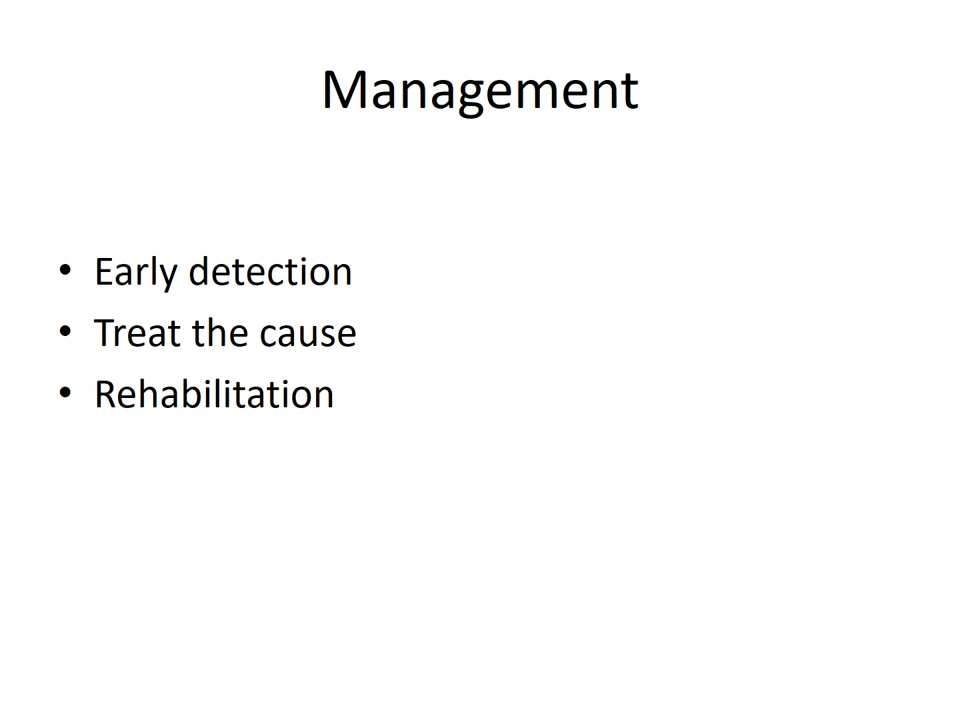 Management
• Early detection
• Treat the cause
• Rehabilitation